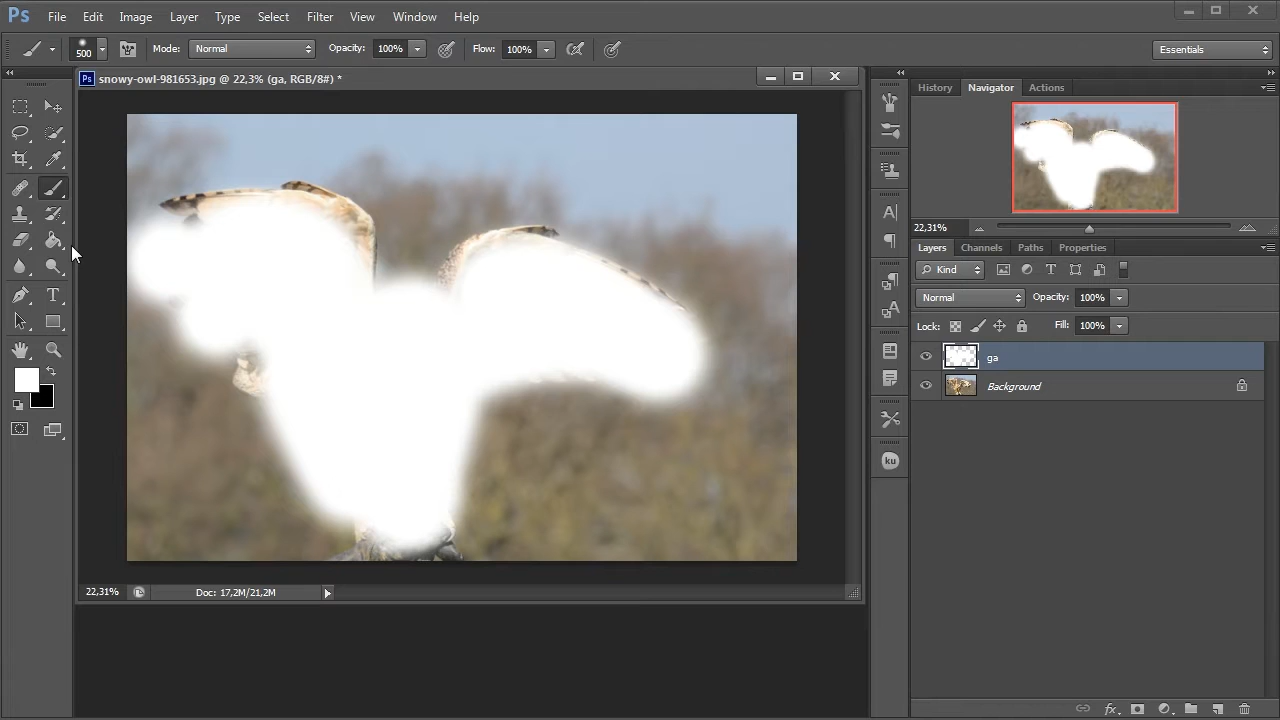 Ps File Edit Image Layer Type Select Filter View Window Help
500 Mode: Normal Opacity: 100% Flow: 100% Essentials
Ps snowy-owl-981653.jpg @ 22,3% (ga, RGB/8#) *
History Navigator Actions
22,31%
Layers Channels Paths Properties
Kind
Normal Opacity: 100%
Lock: Fill: 100%
ga
Background
ku
22,31% Doc: 17,2M/21,2M